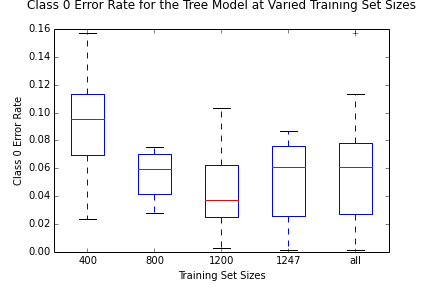 Class 0 Error Rate for the Tree Model at Varied Training Set Sizes
0.16
0.14
0.12
0.10
0.08
0.06
0.04
0.02
0.00
Class 0 Error Rate
400 800 1200 1247 all
Training Set Sizes